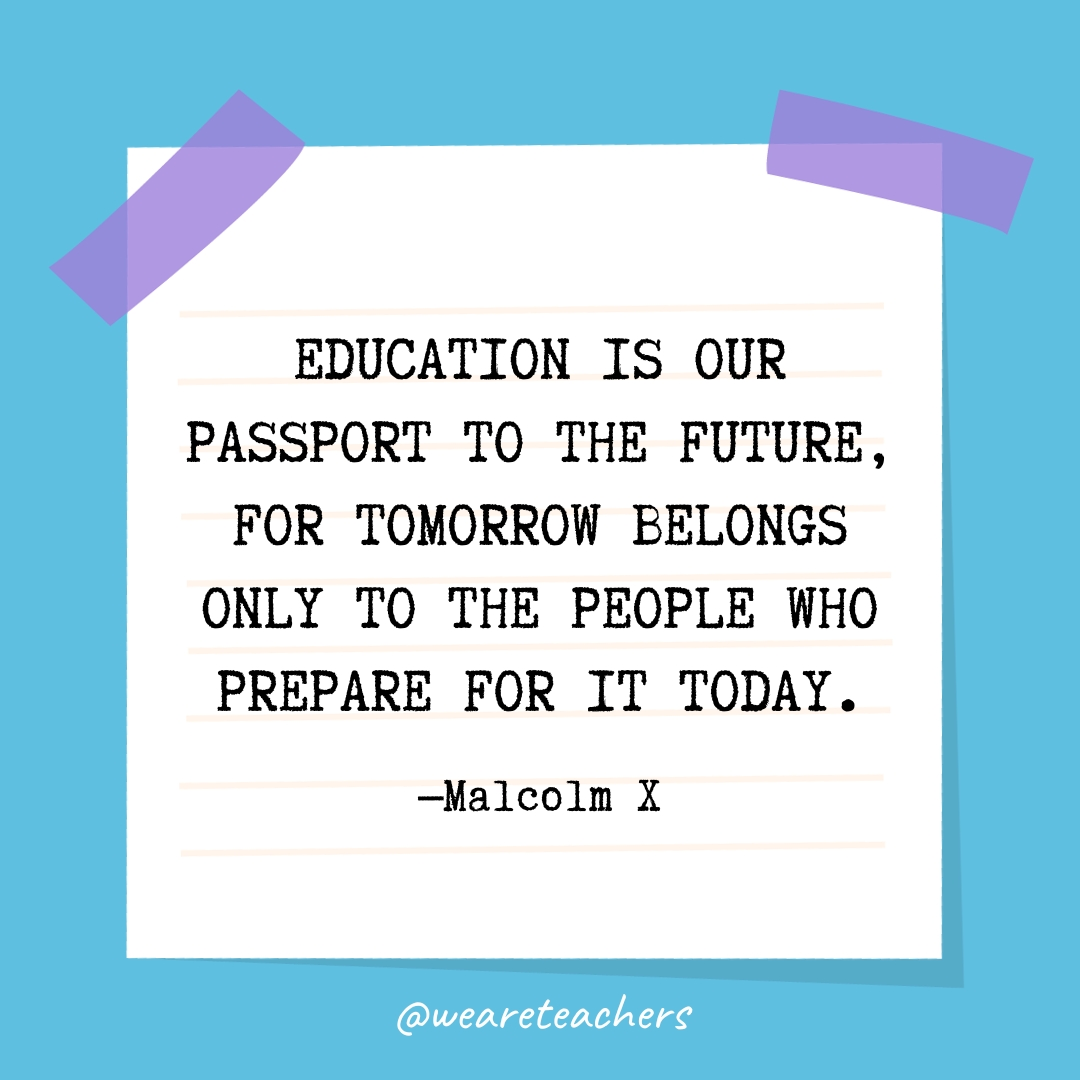 EDUCATION IS OUR
PASSPORT TO THE FUTURE,
FOR TOMORROW BELONGS
ONLY TO THE PEOPLE WHO
PREPARE FOR IT TODAY.
—Malcolm X
@weareteachers